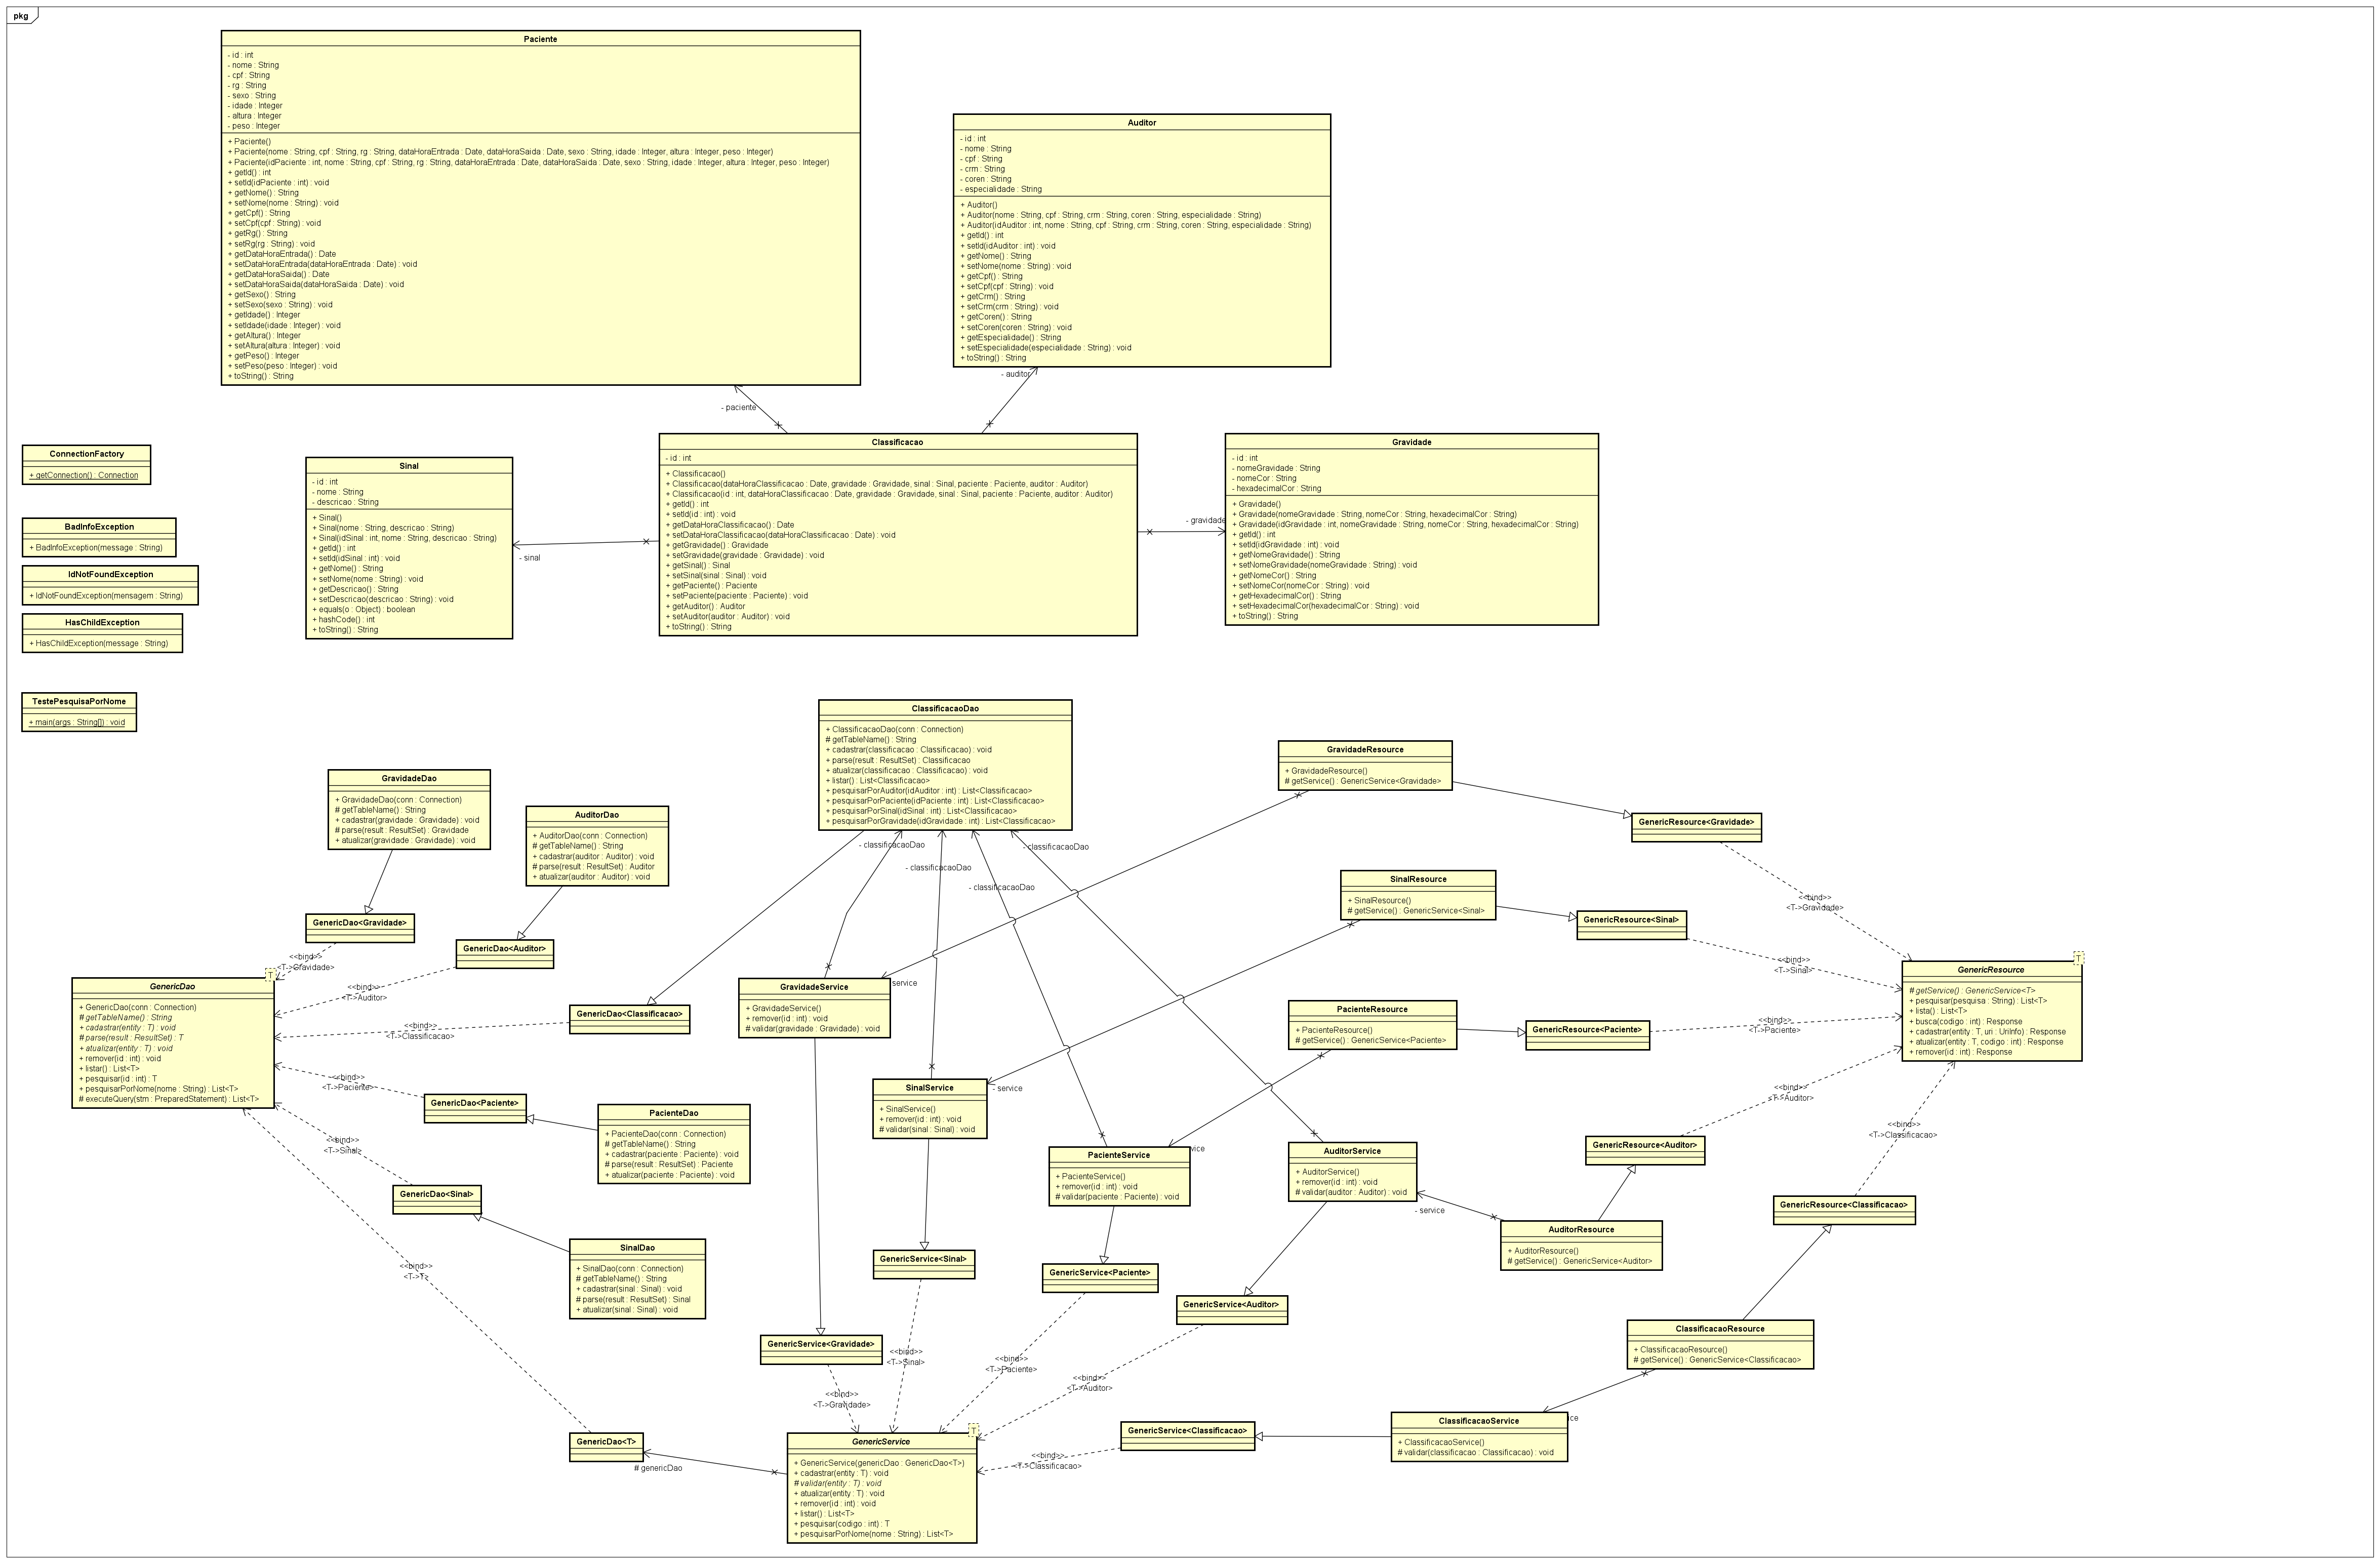 pkg
Paciente
- id : int
- nome : String
- cpf : String
- rg : String
- sexo : String
- idade : Integer
- altura : Integer
- peso : Integer
+ Paciente()
+ Paciente(nome : String, cpf : String, rg : String, dataHoraEntrada : Date, dataHoraSaida : Date, sexo : String, idade : Integer, altura : Integer, peso : Integer)
+ Paciente(idPaciente : int, nome : String, cpf : String, rg : String, dataHoraEntrada : Date, dataHoraSaida : Date, sexo : String, idade : Integer, altura : Integer, peso : Integer)
+ getId() : int
+ setId(idPaciente : int) : void
+ getNome() : String
+ setNome(nome : String) : void
+ getCpf() : String
+ setCpf(cpf : String) : void
+ getRg() : String
+ setRg(rg : String) : void
+ getDataHoraEntrada() : Date
+ setDataHoraEntrada(dataHoraEntrada : Date) : void
+ getDataHoraSaida() : Date
+ setDataHoraSaida(dataHoraSaida : Date) : void
+ getSexo() : String
+ setSexo(sexo : String) : void
+ getIdade() : Integer
+ setIdade(idade : Integer) : void
+ getAltura() : Integer
+ setAltura(altura : Integer) : void
+ getPeso() : Integer
+ setPeso(peso : Integer) : void
+ toString() : String
Auditor
- id : int
- nome : String
- cpf : String
- crm : String
- coren : String
- especialidade : String
+ Auditor()
+ Auditor(nome : String, cpf : String, crm : String, coren : String, especialidade : String)
+ Auditor(idAuditor : int, nome : String, cpf : String, crm : String, coren : String, especialidade : String)
+ getId() : int
+ setId(idAuditor : int) : void
+ getNome() : String
+ setNome(nome : String) : void
+ getCpf() : String
+ setCpf(cpf : String) : void
+ getCrm() : String
+ setCrm(crm : String) : void
+ getCoren() : String
+ setCoren(coren : String) : void
+ getEspecialidade() : String
+ setEspecialidade(especialidade : String) : void
+ toString() : String
- paciente
- auditor
ConnectionFactory
+ getConnection() : Connection
BadInfoException
+ BadInfoException(message : String)
IdNotFoundException
+ IdNotFoundException(mensagem : String)
HasChildException
+ HasChildException(message : String)
TestePesquisaPorNome
+ main(args : String[]) : void
Sinal
- id : int
- nome : String
- descricao : String
+ Sinal()
+ Sinal(nome : String, descricao : String)
+ Sinal(idSinal : int, nome : String, descricao : String)
+ getId() : int
+ setId(idSinal : int) : void
+ getNome() : String
+ setNome(nome : String) : void
+ getDescricao() : String
+ setDescricao(descricao : String) : void
+ equals(o : Object) : boolean
+ hashCode() : int
+ toString() : String
- sinal
Classificacao
- id : int
+ Classificacao()
+ Classificacao(dataHoraClassificacao : Date, gravidade : Gravidade, sinal : Sinal, paciente : Paciente, auditor : Auditor)
+ Classificacao(id : int, dataHoraClassificacao : Date, gravidade : Gravidade, sinal : Sinal, paciente : Paciente, auditor : Auditor)
+ getId() : int
+ setId(id : int) : void
+ getDataHoraClassificacao() : Date
+ setDataHoraClassificacao(dataHoraClassificacao : Date) : void
+ getGravidade() : Gravidade
+ setGravidade(gravidade : Gravidade) : void
+ getSinal() : Sinal
+ setSinal(sinal : Sinal) : void
+ getPaciente() : Paciente
+ setPaciente(paciente : Paciente) : void
+ getAuditor() : Auditor
+ setAuditor(auditor : Auditor) : void
+ toString() : String
- gravidade
Gravidade
- id : int
- nomeGravidade : String
- nomeCor : String
- hexadecimalCor : String
+ Gravidade()
+ Gravidade(nomeGravidade : String, nomeCor : String, hexadecimalCor : String)
+ Gravidade(idGravidade : int, nomeGravidade : String, nomeCor : String, hexadecimalCor : String)
+ getId() : int
+ setId(idGravidade : int) : void
+ getNomeGravidade() : String
+ setNomeGravidade(nomeGravidade : String) : void
+ getNomeCor() : String
+ setNomeCor(nomeCor : String) : void
+ getHexadecimalCor() : String
+ setHexadecimalCor(hexadecimalCor : String) : void
+ toString() : String
ClassificacaoDao
+ ClassificacaoDao(conn : Connection)
# getTableName() : String
+ cadastrar(classificacao : Classificacao) : void
+ parse(result : ResultSet) : Classificacao
+ atualizar(classificacao : Classificacao) : void
+ listar() : List<Classificacao>
+ pesquisarPorAuditor(idAuditor : int) : List<Classificacao>
+ pesquisarPorPaciente(idPaciente : int) : List<Classificacao>
+ pesquisarPorSinal(idSinal : int) : List<Classificacao>
+ pesquisarPorGravidade(idGravidade : int) : List<Classificacao>
- classificacaoDao
- classificacaoDao
- classificacaoDao
- classificacaoDao
GravidadeDao
+ GravidadeDao(conn : Connection)
# getTableName() : String
+ cadastrar(gravidade : Gravidade) : void
# parse(result : ResultSet) : Gravidade
+ atualizar(gravidade : Gravidade) : void
AuditorDao
+ AuditorDao(conn : Connection)
# getTableName() : String
+ cadastrar(auditor : Auditor) : void
# parse(result : ResultSet) : Auditor
+ atualizar(auditor : Auditor) : void
GenericDao<Gravidade>
<<bind>>
<T->Gravidade>
GenericDao<Auditor>
<<bind>>
<T->Auditor>
T
GenericDao
+ GenericDao(conn : Connection)
# getTableName() : String
+ cadastrar(entity : T) : void
# parse(result : ResultSet) : T
+ atualizar(entity : T) : void
+ remover(id : int) : void
+ listar() : List<T>
+ pesquisar(id : int) : T
+ pesquisarPorNome(nome : String) : List<T>
# executeQuery(stm : PreparedStatement) : List<T>
GenericDao<Classificacao>
<<bind>>
<T->Classificacao>
<<bind>>
<T->Paciente>
GenericDao<Paciente>
PacienteDao
+ PacienteDao(conn : Connection)
# getTableName() : String
+ cadastrar(paciente : Paciente) : void
# parse(result : ResultSet) : Paciente
+ atualizar(paciente : Paciente) : void
<<bind>>
<T->Sinal>
GenericDao<Sinal>
SinalDao
+ SinalDao(conn : Connection)
# getTableName() : String
+ cadastrar(sinal : Sinal) : void
# parse(result : ResultSet) : Sinal
+ atualizar(sinal : Sinal) : void
<<bind>>
<T->T>
GenericDao<T>
# genericDao
GravidadeResource
+ GravidadeResource()
# getService() : GenericService<Gravidade>
GenericResource<Gravidade>
<<bind>>
<T->Gravidade>
SinalResource
+ SinalResource()
# getService() : GenericService<Sinal>
GenericResource<Sinal>
<<bind>>
<T->Sinal>
T
GenericResource
# getService() : GenericService<T>
+ pesquisar(pesquisa : String) : List<T>
+ lista() : List<T>
+ busca(codigo : int) : Response
+ cadastrar(entity : T, uri : UriInfo) : Response
+ atualizar(entity : T, codigo : int) : Response
+ remover(id : int) : Response
PacienteResource
+ PacienteResource()
# getService() : GenericService<Paciente>
GenericResource<Paciente>
<<bind>>
<T->Paciente>
GravidadeService
+ GravidadeService()
+ remover(id : int) : void
# validar(gravidade : Gravidade) : void
service
SinalService
+ SinalService()
+ remover(id : int) : void
# validar(sinal : Sinal) : void
- service
PacienteService
+ PacienteService()
+ remover(id : int) : void
# validar(paciente : Paciente) : void
vice
AuditorService
+ AuditorService()
+ remover(id : int) : void
# validar(auditor : Auditor) : void
- service
<<bind>>
<T->Auditor>
GenericResource<Auditor>
AuditorResource
+ AuditorResource()
# getService() : GenericService<Auditor>
<<bind>>
<T->Classificacao>
GenericResource<Classificacao>
ClassificacaoResource
+ ClassificacaoResource()
# getService() : GenericService<Classificacao>
ice
ClassificacaoService
+ ClassificacaoService()
# validar(classificacao : Classificacao) : void
GenericService<Sinal>
<<bind>>
<T->Sinal>
GenericService<Paciente>
<<bind>>
<T->Paciente>
GenericService<Auditor>
<<bind>>
<T->Auditor>
GenericService<Gravidade>
<<bind>>
<T->Gravidade>
GenericService<Classificacao>
<<bind>>
<T->Classificacao>
T
GenericService
+ GenericService(genericDao : GenericDao<T>)
+ cadastrar(entity : T) : void
# validar(entity : T) : void
+ atualizar(entity : T) : void
+ remover(id : int) : void
+ listar() : List<T>
+ pesquisar(codigo : int) : T
+ pesquisarPorNome(nome : String) : List<T>